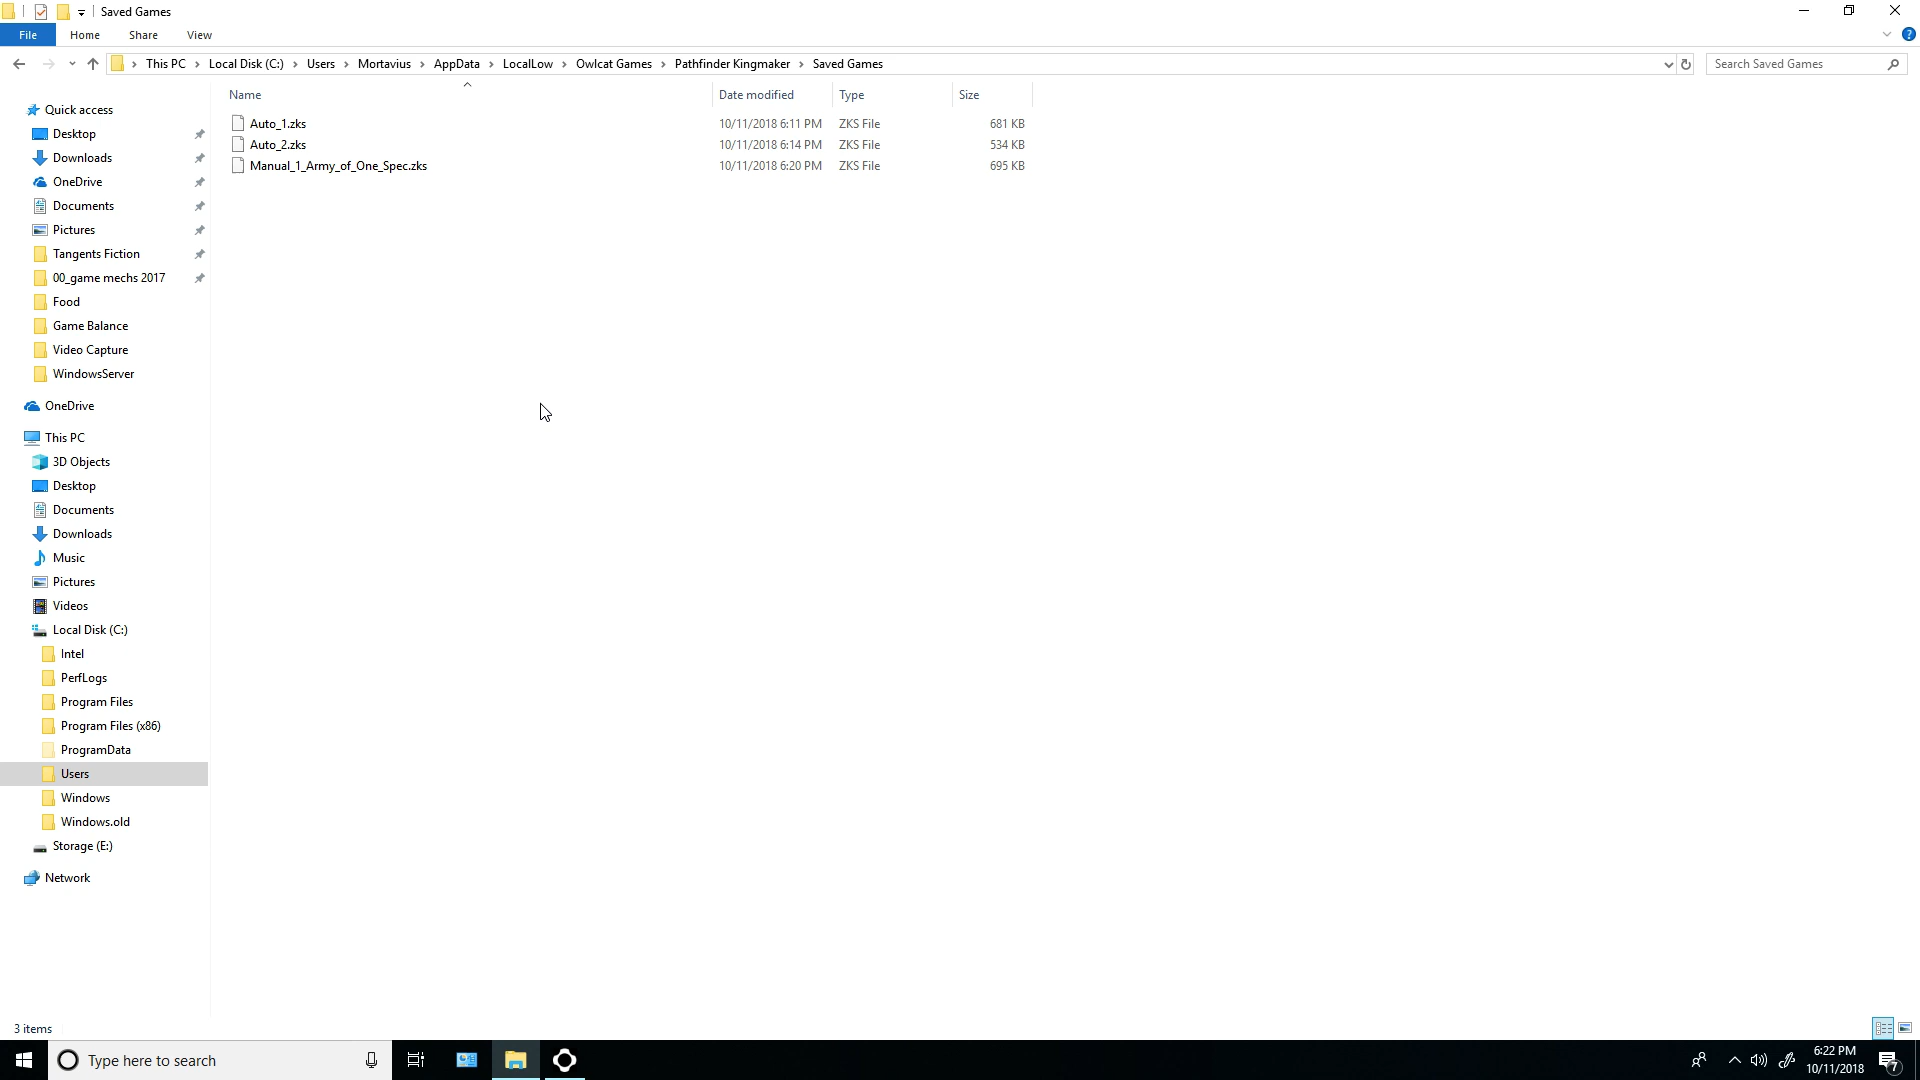 Saved Games
File Home Share View
This PC Local Disk (C:) Users Mortavius AppData LocalLow Owlcat Games Pathfinder Kingmaker Saved Games
Search Saved Games
Name Date modified Type Size
Auto_1.zks 10/11/2018 6:11 PM ZKS File 681 KB
Auto_2.zks 10/11/2018 6:14 PM ZKS File 534 KB
Manual_1_Army_of_One_Spec.zks 10/11/2018 6:20 PM ZKS File 695 KB
Quick access
Desktop
Downloads
OneDrive
Documents
Pictures
Tangents Fiction
00_game mechs 2017
Food
Game Balance
Video Capture
WindowsServer
OneDrive
This PC
3D Objects
Desktop
Documents
Downloads
Music
Pictures
Videos
Local Disk (C:)
Intel
PerfLogs
Program Files
Program Files (x86)
ProgramData
Users
Windows
Windows.old
Storage (E:)
Network
3 items
Type here to search
6:22 PM
10/11/2018
7